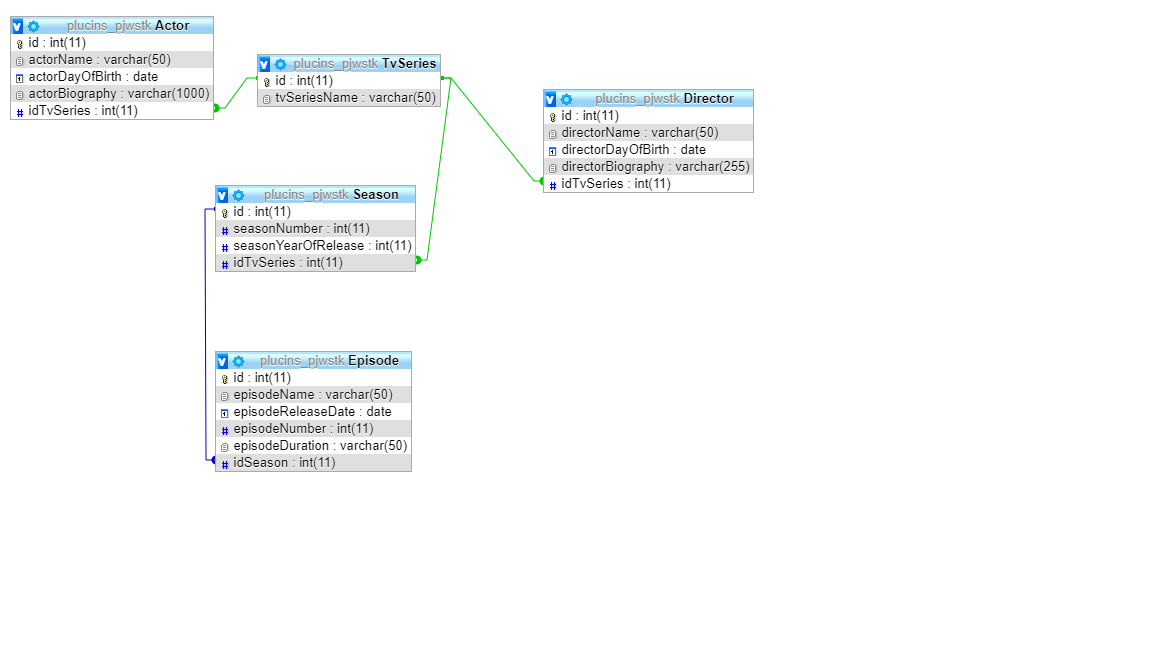 plucins_pjwstk Actor
id : int(11)
actorName : varchar(50)
actorDayOfBirth : date
actorBiography : varchar(1000)
idTvSeries : int(11)
plucins_pjwstk TvSeries
id : int(11)
tvSeriesName : varchar(50)
plucins_pjwstk Director
id : int(11)
directorName : varchar(50)
directorDayOfBirth : date
directorBiography : varchar(255)
idTvSeries : int(11)
plucins_pjwstk Season
id : int(11)
seasonNumber : int(11)
seasonYearOfRelease : int(11)
idTvSeries : int(11)
plucins_pjwstk Episode
id : int(11)
episodeName : varchar(50)
episodeReleaseDate : date
episodeNumber : int(11)
episodeDuration : varchar(50)
idSeason : int(11)